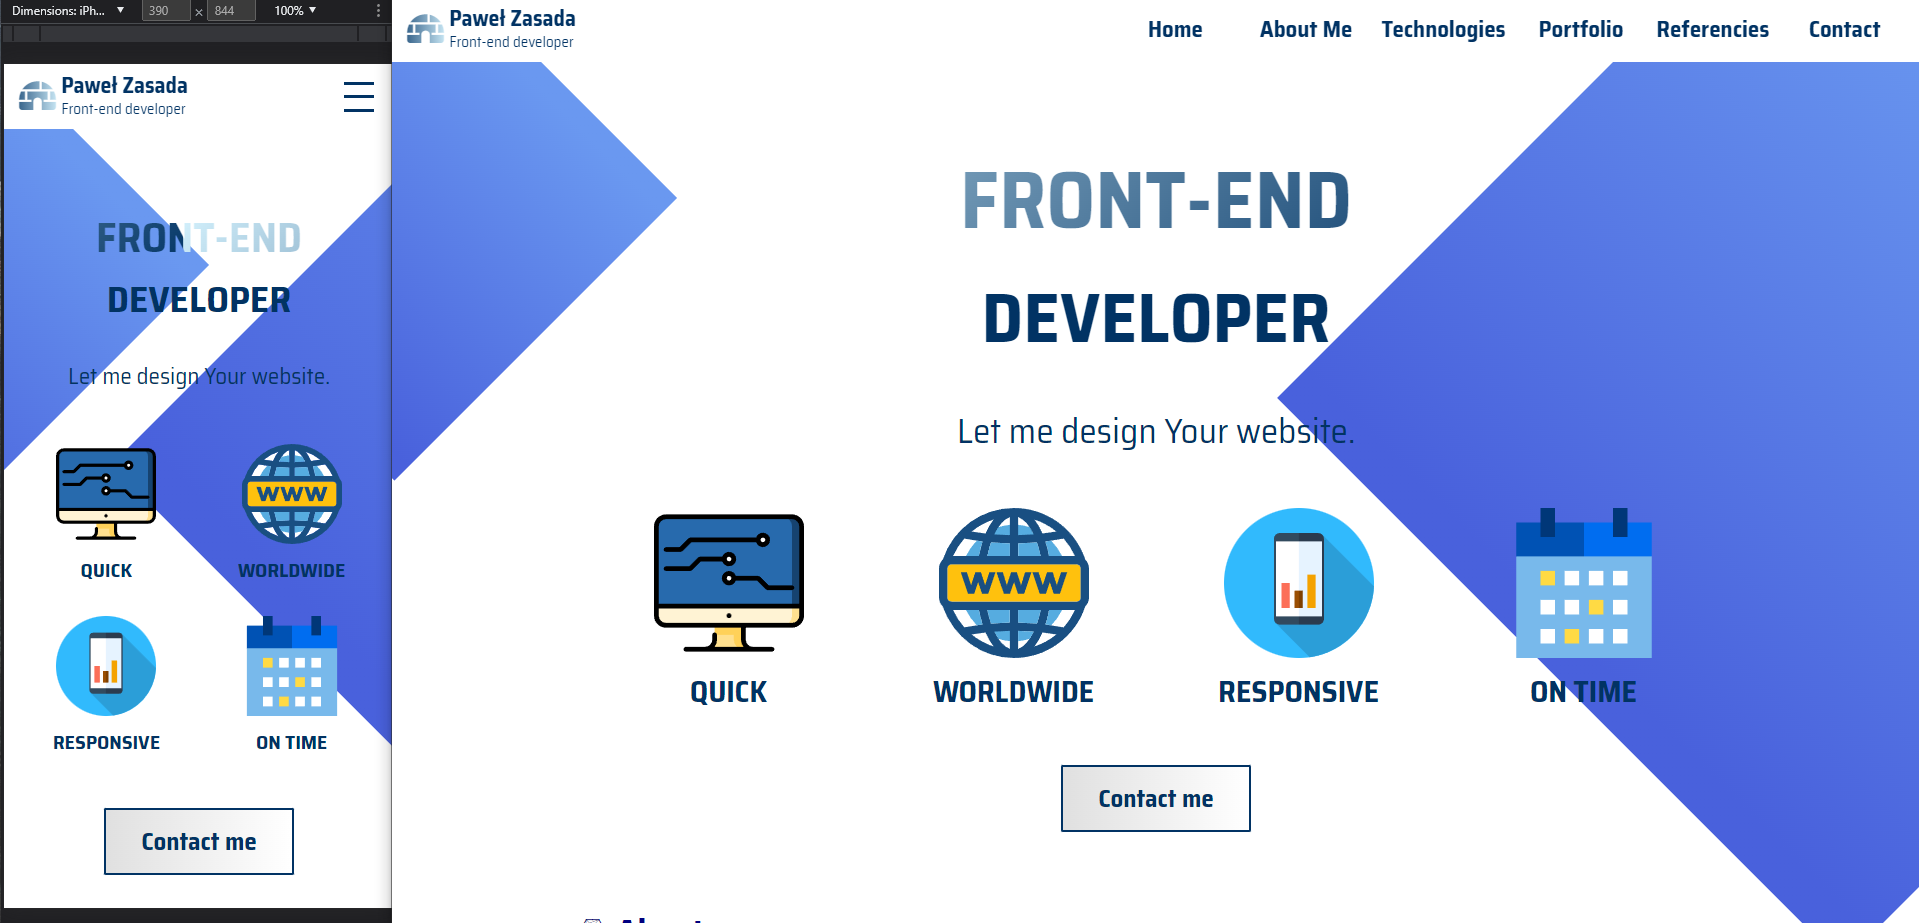 Dimensions: iPh... ▼ 390 × 844 100% ▼
Paweł Zasada
Front-end developer
FRONT-END
DEVELOPER
Let me design Your website.
WWW
QUICK WORLDWIDE
RESPONSIVE ON TIME
Contact me
Paweł Zasada
Front-end developer
Home About Me Technologies Portfolio Referencies Contact
FRONT-END
DEVELOPER
Let me design Your website.
WWW
QUICK WORLDWIDE RESPONSIVE ON TIME
Contact me